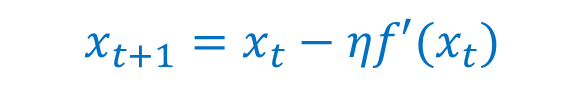 x_{t+1} = x_t − ηf′(x_t)